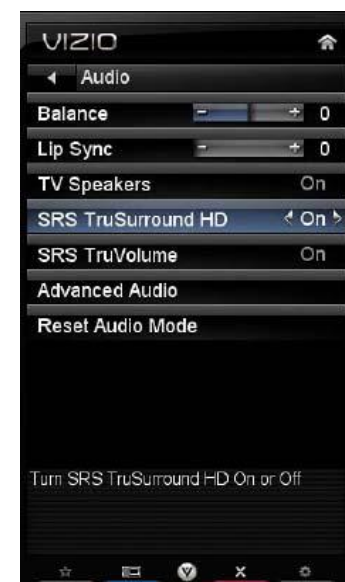 VIZIO
Audio
Balance - + 0
Lip Sync - + 0
TV Speakers On
SRS TruSurround HD On
SRS TruVolume On
Advanced Audio
Reset Audio Mode
Turn SRS TruSurround HD On or Off
V